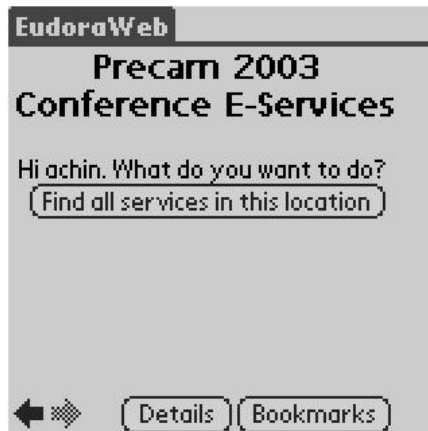 EudoraWeb
Precarn 2003
Conference E-Services
Hi achin. What do you want to do?
Find all services in this location
Details Bookmarks